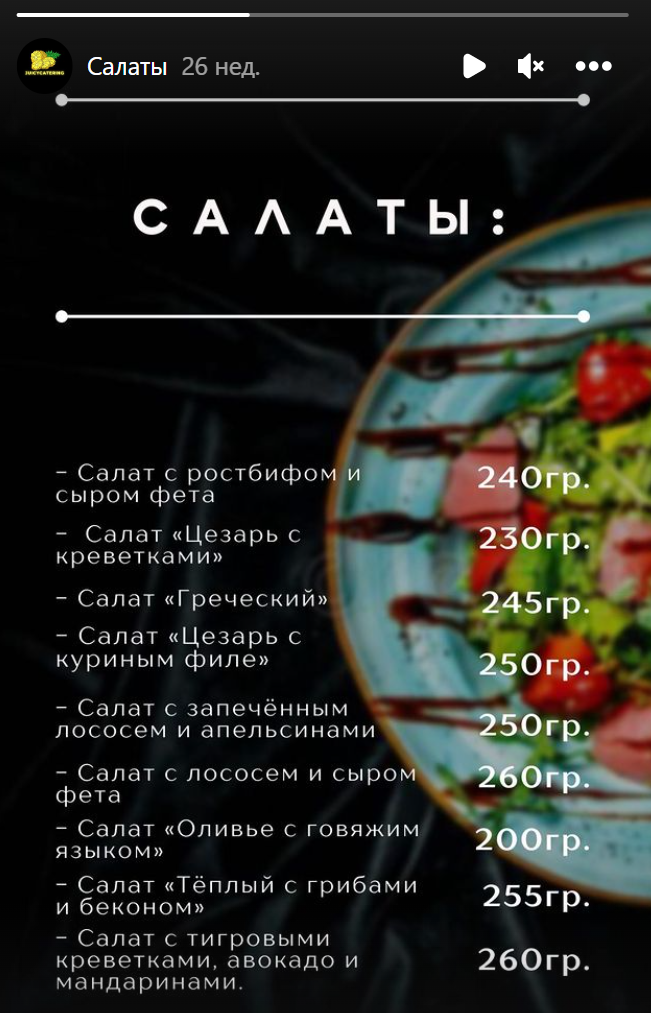 JUICYCATERING
Салаты 26 нед.
САЛАТЫ:
- Салат с ростбифом и
сыром фета
240гр.
- Салат «Цезарь с
креветками»
230гр.
- Салат «Греческий»
245гр.
- Салат «Цезарь с
куриным филе»
250гр.
- Салат с запечённым
лососем и апельсинами
250гр.
- Салат с лососем и сыром
фета
260гр.
- Салат «Оливье с говяжим
языком»
200гр.
- Салат «Тёплый с грибами
и беконом»
255гр.
- Салат с тигровыми
креветками, авокадо и
мандаринами.
260гр.